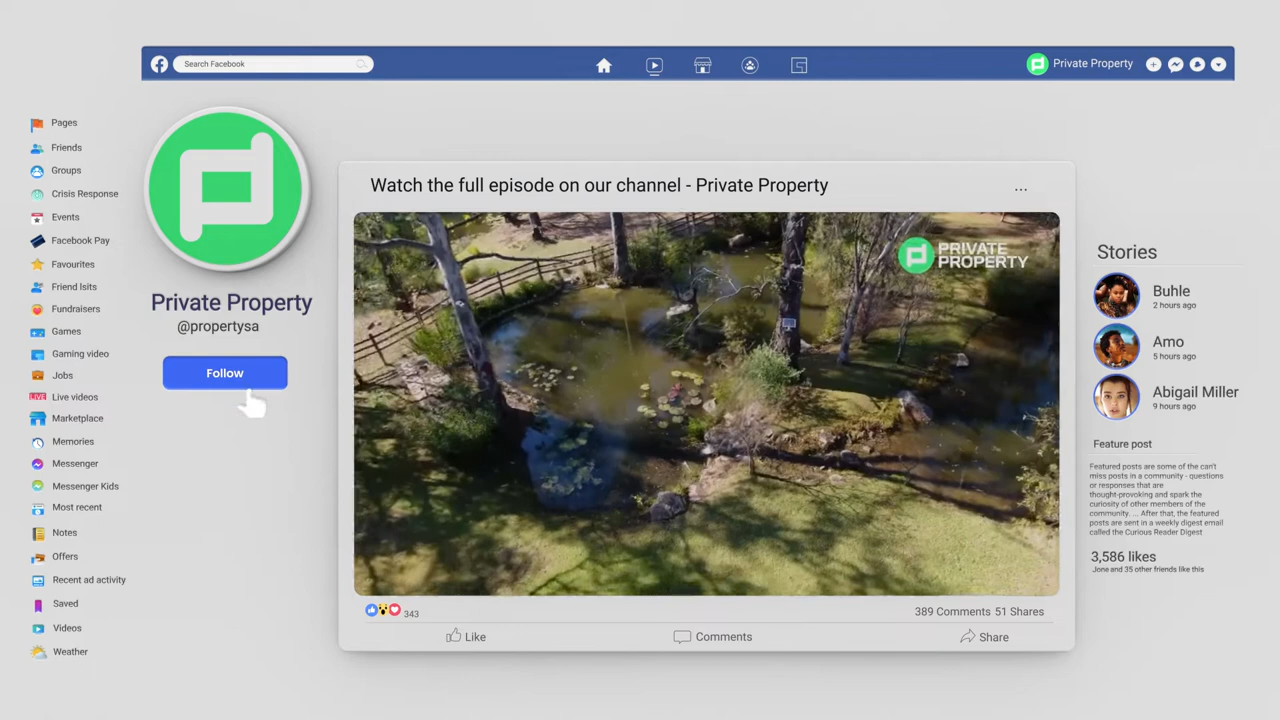 Search Facebook
Private Property
Pages
Friends
Groups
Crisis Response
Events
Facebook Pay
Favourites
Friend lsits
Fundraisers
Games
Gaming video
Jobs
LIVE Live videos
Marketplace
Memories
Messenger
Messenger Kids
Most recent
Notes
Offers
Recent ad activity
Saved
Videos
Weather
Private Property
@propertysa
Follow
Watch the full episode on our channel - Private Property
...
PRIVATE
PROPERTY
343
389 Comments 51 Shares
Like
Comments
Share
Stories
Buhle
2 hours ago
Amo
5 hours ago
Abigail Miller
9 hours ago
Feature post
Featured posts are some of the can't
miss posts in a community - questions
or responses that are
thought-provoking and spark the
curiosity of other members of the
community. ... After that, the featured
posts are sent in a weekly digest email
called the Curious Reader Digest
3,586 likes
Jone and 35 other friends like this